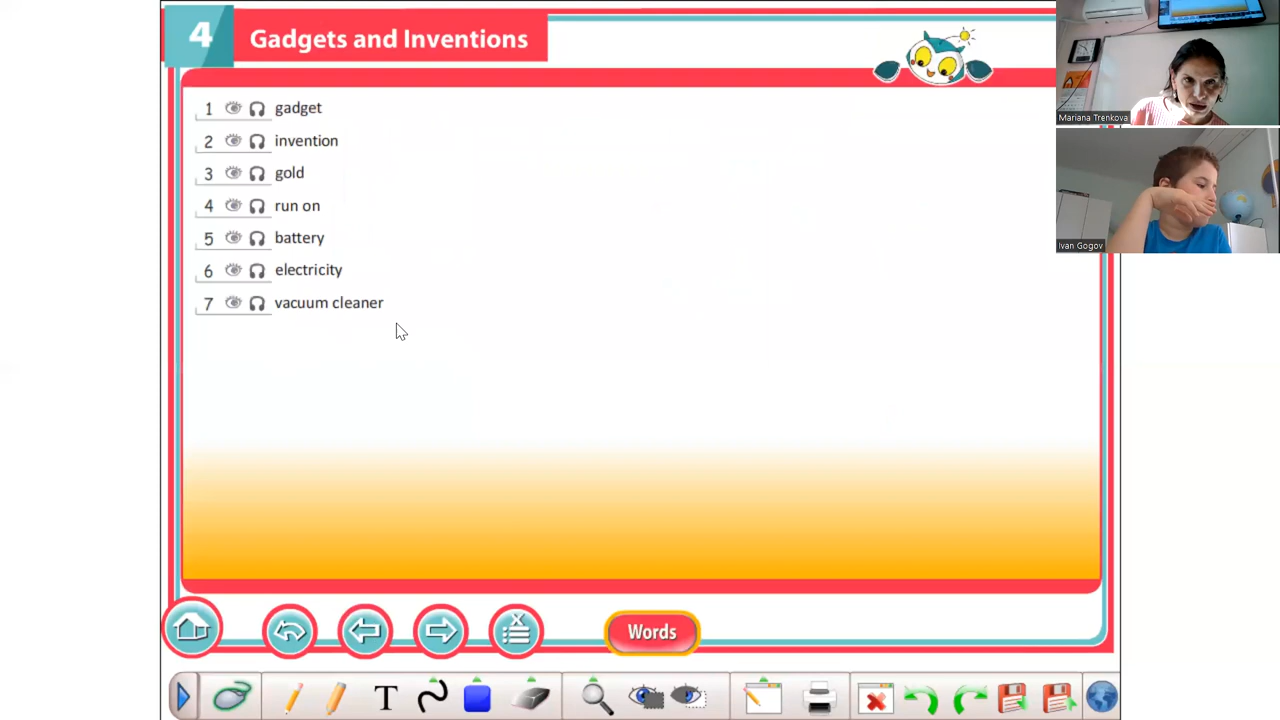 4 Gadgets and Inventions
1 gadget
2 invention
3 gold
4 run on
5 battery
6 electricity
7 vacuum cleaner
Words
T
Mariana Trenkova
Ivan Gogov